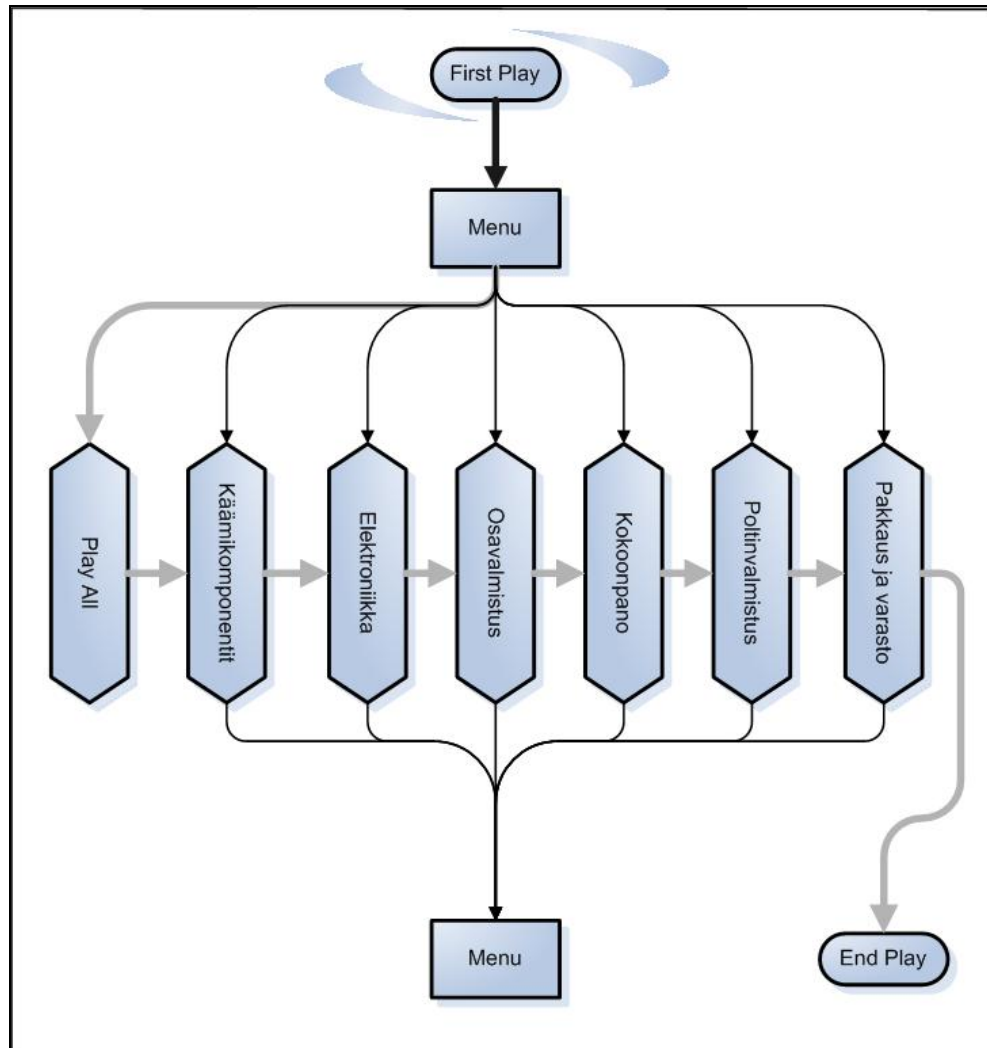 First Play
Menu
Play All
Käämikomponentit
Elektroniikka
Osavalmistus
Kokoonpano
Poltinvalmistus
Pakkaus ja varasto
Menu
End Play